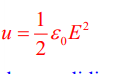 u = 1/2 ε₀E²